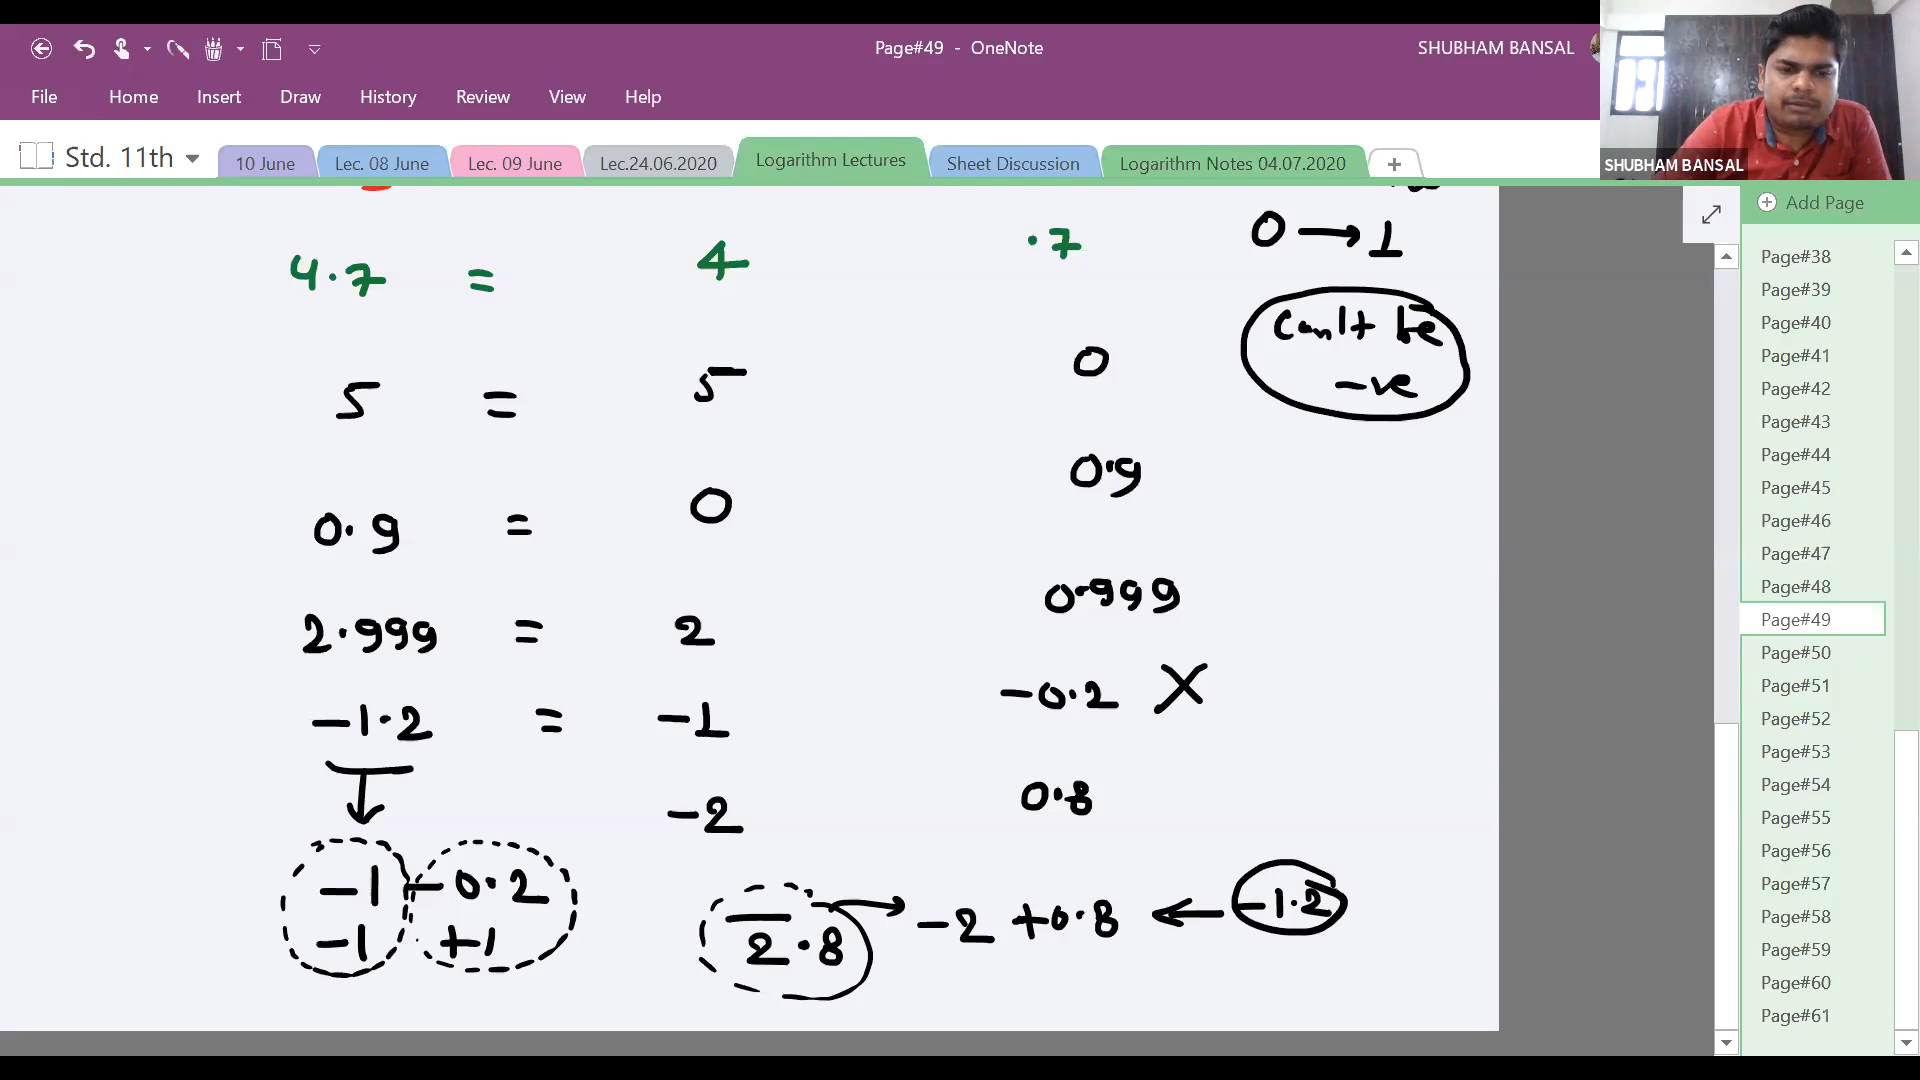 Page#49 - OneNote
SHUBHAM BANSAL
File Home Insert Draw History Review View Help
SHUBHAM BANSAL
Std. 11th
10 June
Lec. 08 June
Lec. 09 June
Lec.24.06.2020
Logarithm Lectures
Sheet Discussion
Logarithm Notes 04.07.2020
+
Add Page
0 → 1
4.7 = 4 .7
can't be
-ve
5 = 5 0
0.9 = 0 0.9
2.999 = 2 0.999
-1.2 = -1 -0.2 X
-2 0.8
-1 -0.2
-1 +1
2̅.8 → -2 +0.8 ← -1.2
Page#38
Page#39
Page#40
Page#41
Page#42
Page#43
Page#44
Page#45
Page#46
Page#47
Page#48
Page#49
Page#50
Page#51
Page#52
Page#53
Page#54
Page#55
Page#56
Page#57
Page#58
Page#59
Page#60
Page#61